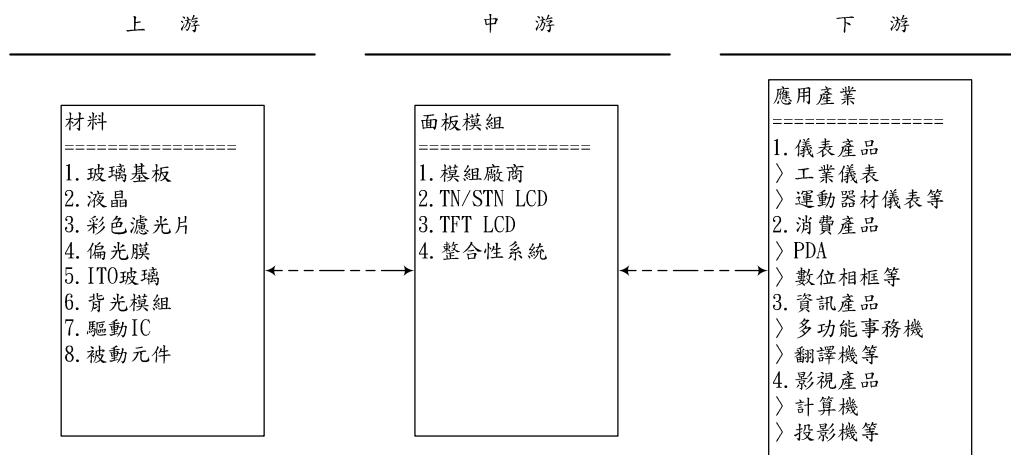 上 游
中 游
下 游
材料
================
1.玻璃基板
2.液晶
3.彩色濾光片
4.偏光膜
5.ITO玻璃
6.背光模組
7.驅動IC
8.被動元件
面板模組
================
1.模組廠商
2.TN/STN LCD
3.TFT LCD
4.整合性系統
應用產業
================
1.儀表產品
〉工業儀表
〉運動器材儀表等
2.消費產品
〉PDA
〉數位相框等
3.資訊產品
〉多功能事務機
〉翻譯機等
4.影視產品
〉計算機
〉投影機等